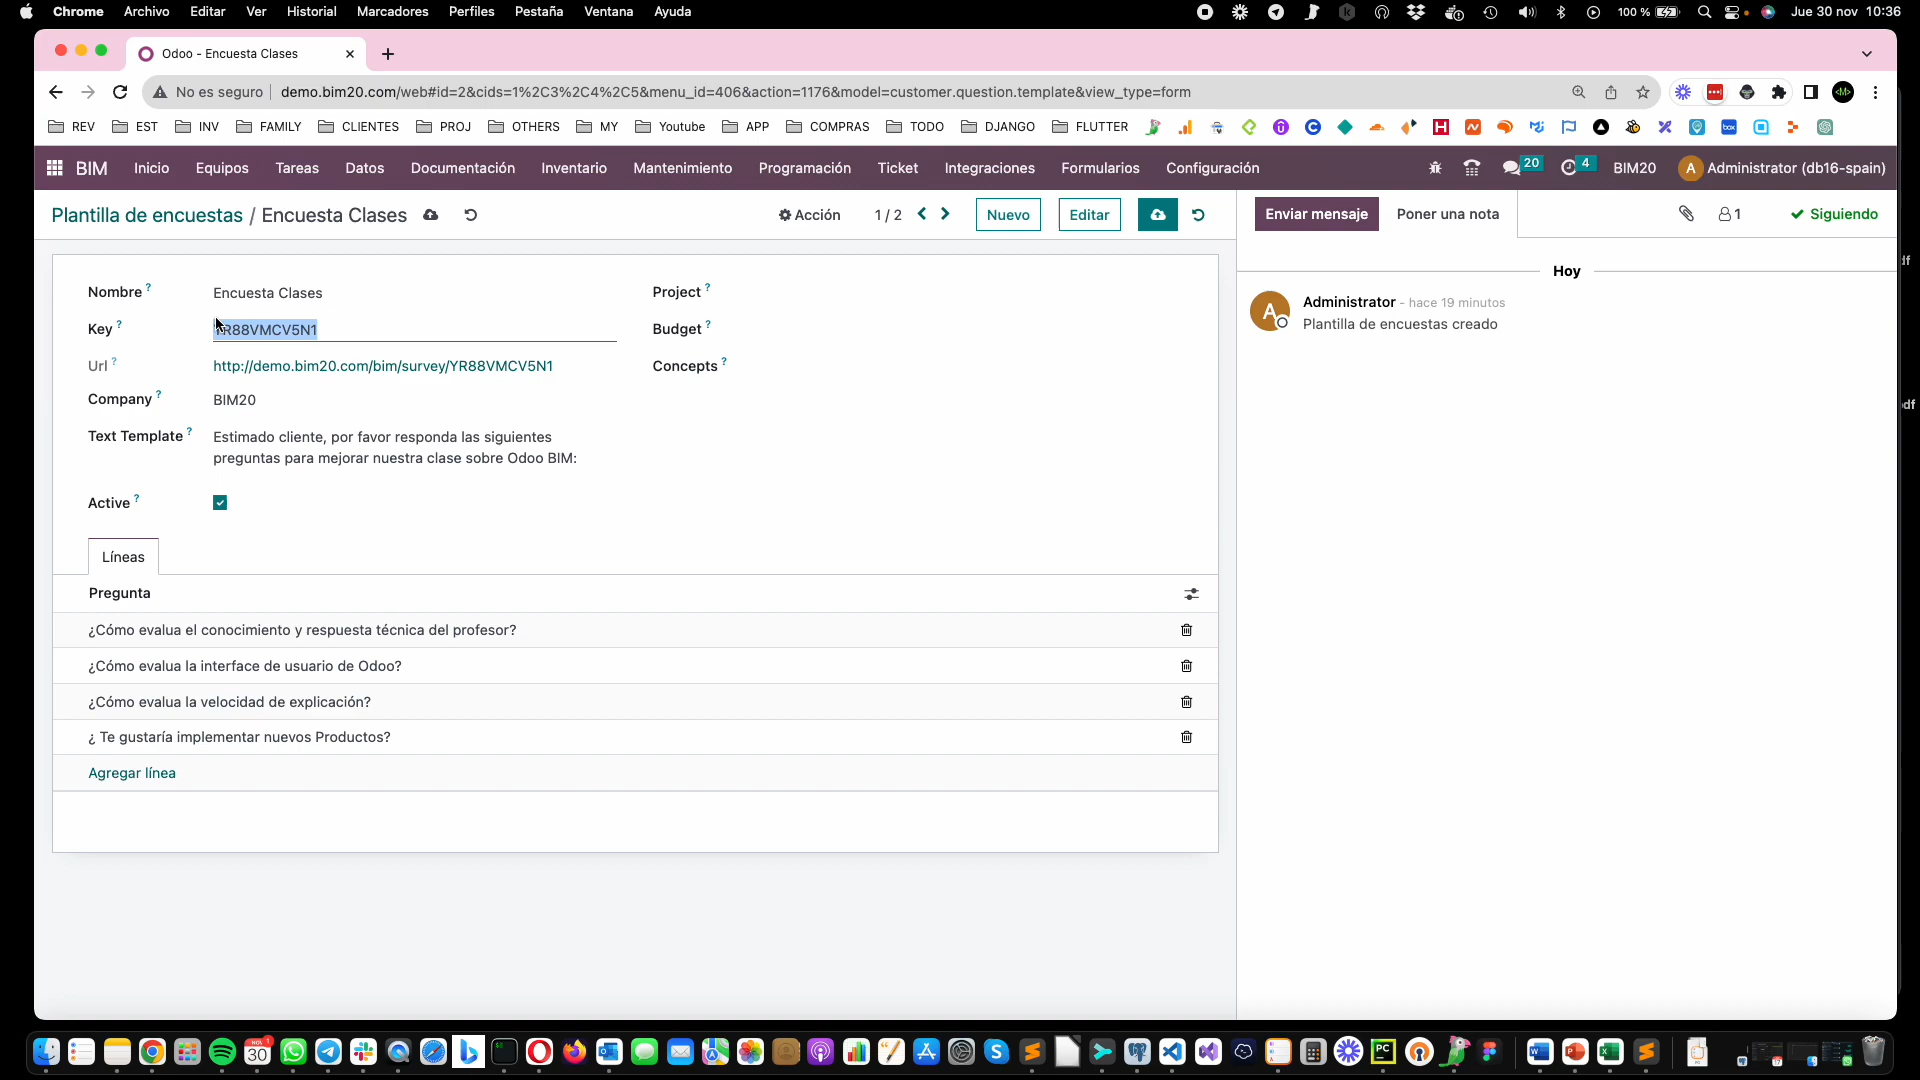 Chrome Archivo Editar Ver Historial Marcadores Perfiles Pestaña Ventana Ayuda 100 % Jue 30 nov 10:36
Odoo - Encuesta Clases
No es seguro demo.bim20.com/web#id=2&cids=1%2C3%2C4%2C5&menu_id=406&action=1176&model=customer.question.template&view_type=form
REV EST INV FAMILY CLIENTES PROJ OTHERS MY Youtube APP COMPRAS TODO DJANGO FLUTTER
BIM Inicio Equipos Tareas Datos Documentación Inventario Mantenimiento Programación Ticket Integraciones Formularios Configuración 20 4 BIM20 A Administrator (db16-spain)
Plantilla de encuestas / Encuesta Clases Acción 1 / 2 Nuevo Editar
Enviar mensaje Poner una nota 1 Siguiendo
Nombre ? Encuesta Clases
Key ? YR88VMCV5N1
Url ? http://demo.bim20.com/bim/survey/YR88VMCV5N1
Company ? BIM20
Text Template ? Estimado cliente, por favor responda las siguientes
preguntas para mejorar nuestra clase sobre Odoo BIM:
Active ?
Project ?
Budget ?
Concepts ?
Líneas
Pregunta
¿Cómo evalua el conocimiento y respuesta técnica del profesor?
¿Cómo evalua la interface de usuario de Odoo?
¿Cómo evalua la velocidad de explicación?
¿ Te gustaría implementar nuevos Productos?
Agregar línea
Hoy
A Administrator - hace 19 minutos
Plantilla de encuestas creado